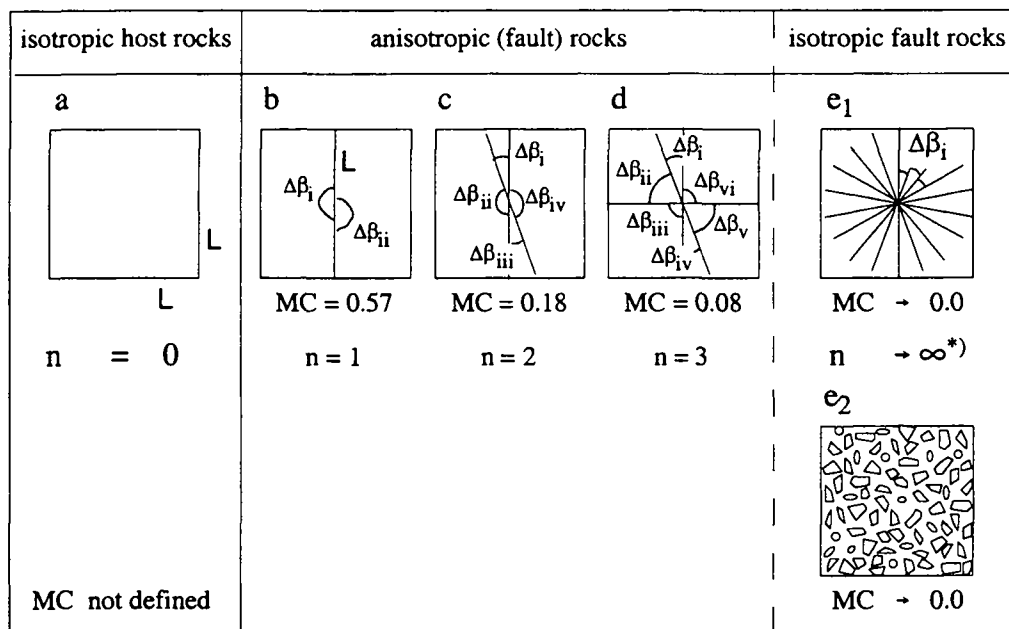 isotropic host rocks
anisotropic (fault) rocks
isotropic fault rocks
a
L
L
n = 0
MC not defined
b
L
Δβi
Δβii
MC = 0.57
n = 1
c
Δβi
Δβii
Δβiv
Δβiii
MC = 0.18
n = 2
d
Δβi
Δβii
Δβvi
Δβiii
Δβv
Δβiv
MC = 0.08
n = 3
e1
Δβi
MC → 0.0
n → ∞*)
e2
MC → 0.0